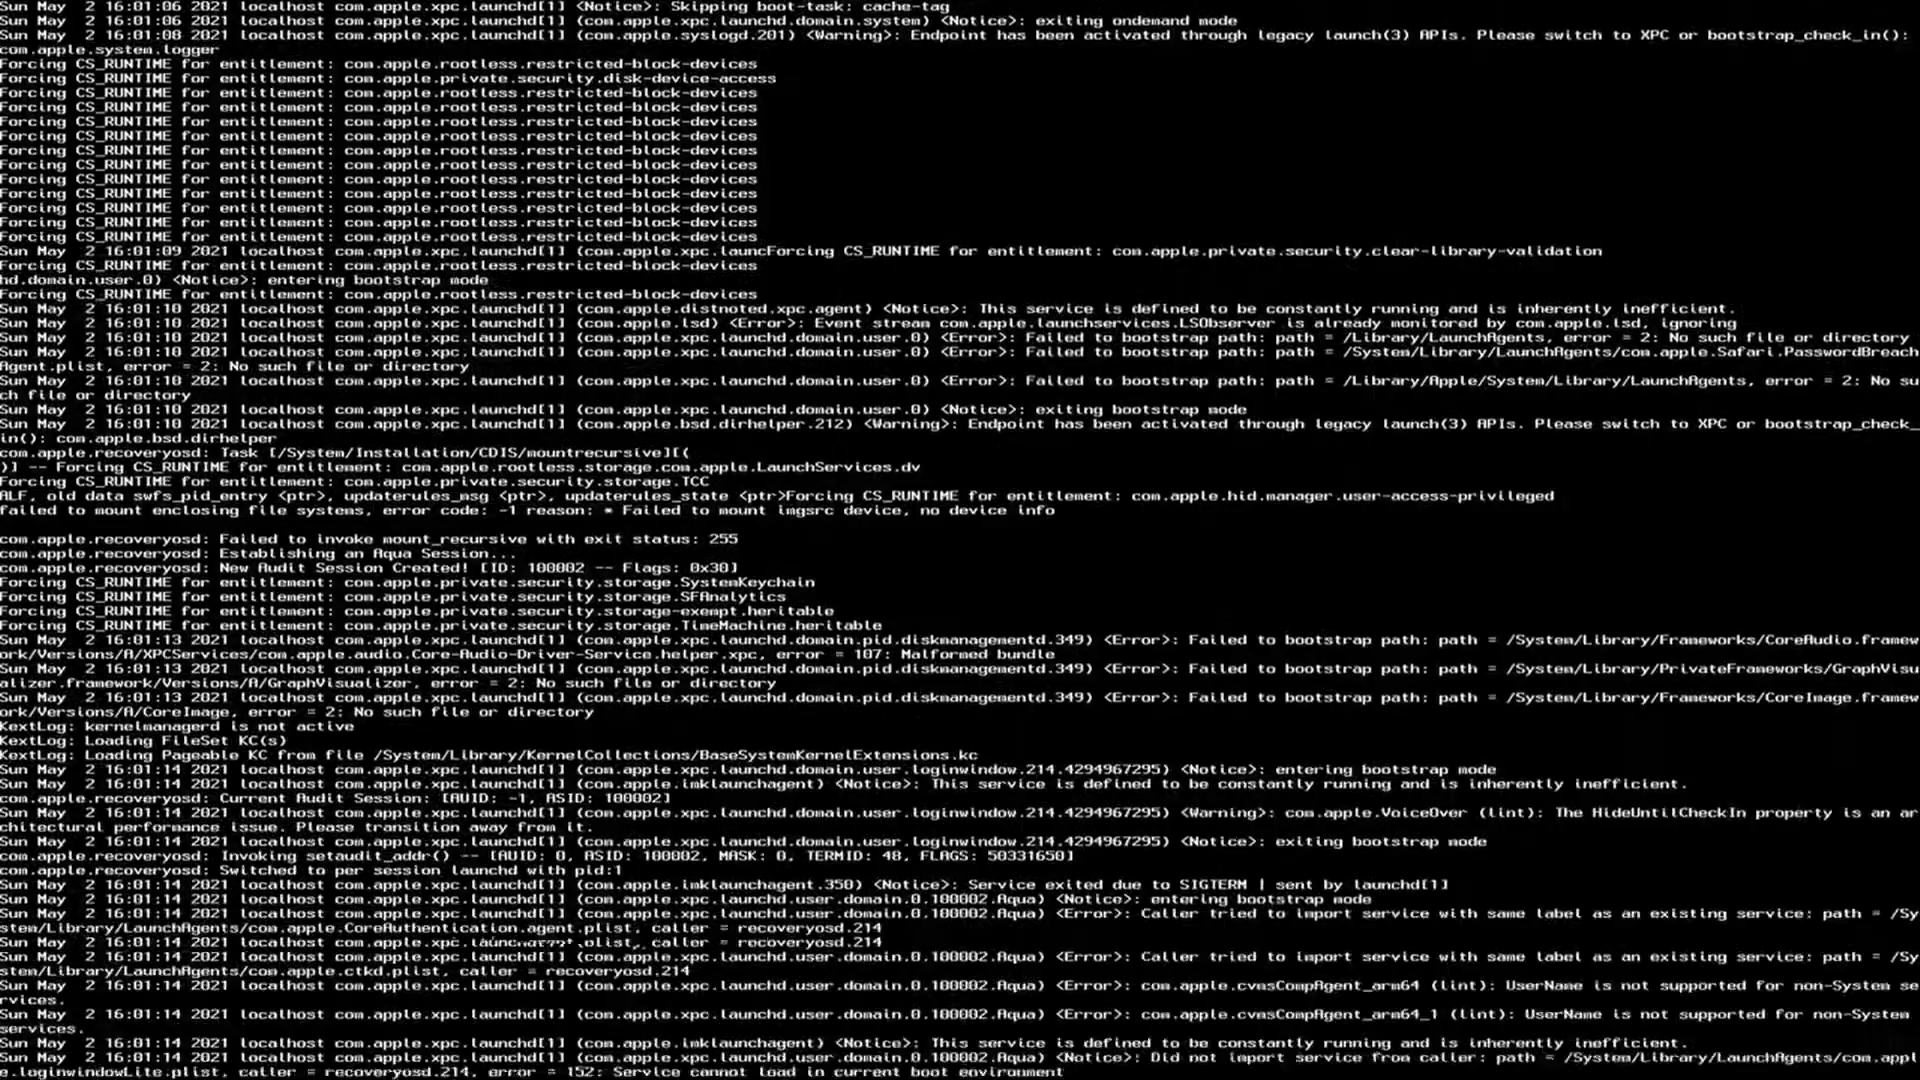 Sun May  2 16:01:06 2021 localhost com.apple.xpc.launchd[1] <Notice>: Skipping boot-task: cache-tag
Sun May  2 16:01:06 2021 localhost com.apple.xpc.launchd[1] (com.apple.xpc.launchd.domain.system) <Notice>: exiting ondemand mode
Sun May  2 16:01:08 2021 localhost com.apple.xpc.launchd[1] (com.apple.syslogd.201) <Warning>: Endpoint has been activated through legacy launch(3) APIs. Please switch to XPC or bootstrap_check_in():
com.apple.system.logger
Forcing CS_RUNTIME for entitlement: com.apple.rootless.restricted-block-devices
Forcing CS_RUNTIME for entitlement: com.apple.private.security.disk-device-access
Forcing CS_RUNTIME for entitlement: com.apple.rootless.restricted-block-devices
Forcing CS_RUNTIME for entitlement: com.apple.rootless.restricted-block-devices
Forcing CS_RUNTIME for entitlement: com.apple.rootless.restricted-block-devices
Forcing CS_RUNTIME for entitlement: com.apple.rootless.restricted-block-devices
Forcing CS_RUNTIME for entitlement: com.apple.rootless.restricted-block-devices
Forcing CS_RUNTIME for entitlement: com.apple.rootless.restricted-block-devices
Forcing CS_RUNTIME for entitlement: com.apple.rootless.restricted-block-devices
Forcing CS_RUNTIME for entitlement: com.apple.rootless.restricted-block-devices
Forcing CS_RUNTIME for entitlement: com.apple.rootless.restricted-block-devices
Forcing CS_RUNTIME for entitlement: com.apple.rootless.restricted-block-devices
Forcing CS_RUNTIME for entitlement: com.apple.rootless.restricted-block-devices
Sun May  2 16:01:09 2021 localhost com.apple.xpc.launchd[1] (com.apple.xpc.launcForcing CS_RUNTIME for entitlement: com.apple.private.security.clear-library-validation
Forcing CS_RUNTIME for entitlement: com.apple.rootless.restricted-block-devices
hd.domain.user.0) <Notice>: entering bootstrap mode
Forcing CS_RUNTIME for entitlement: com.apple.rootless.restricted-block-devices
Sun May  2 16:01:10 2021 localhost com.apple.xpc.launchd[1] (com.apple.distnoted.xpc.agent) <Notice>: This service is defined to be constantly running and is inherently inefficient.
Sun May  2 16:01:10 2021 localhost com.apple.xpc.launchd[1] (com.apple.lsd) <Error>: Event stream com.apple.launchservices.LSObserver is already monitored by com.apple.lsd, ignoring
Sun May  2 16:01:10 2021 localhost com.apple.xpc.launchd[1] (com.apple.xpc.launchd.domain.user.0) <Error>: Failed to bootstrap path: path = /Library/LaunchAgents, error = 2: No such file or directory
Sun May  2 16:01:10 2021 localhost com.apple.xpc.launchd[1] (com.apple.xpc.launchd.domain.user.0) <Error>: Failed to bootstrap path: path = /System/Library/LaunchAgents/com.apple.Safari.PasswordBreach
Agent.plist, error = 2: No such file or directory
Sun May  2 16:01:10 2021 localhost com.apple.xpc.launchd[1] (com.apple.xpc.launchd.domain.user.0) <Error>: Failed to bootstrap path: path = /Library/Apple/System/Library/LaunchAgents, error = 2: No su
ch file or directory
Sun May  2 16:01:10 2021 localhost com.apple.xpc.launchd[1] (com.apple.xpc.launchd.domain.user.0) <Notice>: exiting bootstrap mode
Sun May  2 16:01:10 2021 localhost com.apple.xpc.launchd[1] (com.apple.bsd.dirhelper.212) <Warning>: Endpoint has been activated through legacy launch(3) APIs. Please switch to XPC or bootstrap_check_
in(): com.apple.bsd.dirhelper
com.apple.recoveryosd: Task [/System/Installation/CDIS/mountrecursive][(
)] -- Forcing CS_RUNTIME for entitlement: com.apple.rootless.storage.com.apple.LaunchServices.dv
Forcing CS_RUNTIME for entitlement: com.apple.private.security.storage.TCC
ALF, old data swfs_pid_entry <ptr>, updaterules_msg <ptr>, updaterules_state <ptr>Forcing CS_RUNTIME for entitlement: com.apple.hid.manager.user-access-privileged
failed to mount enclosing file systems, error code: -1 reason: * Failed to mount imgsrc device, no device info
com.apple.recoveryosd: Failed to invoke mount_recursive with exit status: 255
com.apple.recoveryosd: Establishing an Aqua Session...
com.apple.recoveryosd: New Audit Session Created! [ID: 100002 -- Flags: 0x30]
Forcing CS_RUNTIME for entitlement: com.apple.private.security.storage.SystemKeychain
Forcing CS_RUNTIME for entitlement: com.apple.private.security.storage.SFAnalytics
Forcing CS_RUNTIME for entitlement: com.apple.private.security.storage-exempt.heritable
Forcing CS_RUNTIME for entitlement: com.apple.private.security.storage.TimeMachine.heritable
Sun May  2 16:01:13 2021 localhost com.apple.xpc.launchd[1] (com.apple.xpc.launchd.domain.pid.diskmanagementd.349) <Error>: Failed to bootstrap path: path = /System/Library/Frameworks/CoreAudio.framew
ork/Versions/A/XPCServices/com.apple.audio.Core-Audio-Driver-Service.helper.xpc, error = 107: Malformed bundle
Sun May  2 16:01:13 2021 localhost com.apple.xpc.launchd[1] (com.apple.xpc.launchd.domain.pid.diskmanagementd.349) <Error>: Failed to bootstrap path: path = /System/Library/PrivateFrameworks/GraphVisu
alizer.framework/Versions/A/GraphVisualizer, error = 2: No such file or directory
Sun May  2 16:01:13 2021 localhost com.apple.xpc.launchd[1] (com.apple.xpc.launchd.domain.pid.diskmanagementd.349) <Error>: Failed to bootstrap path: path = /System/Library/Frameworks/CoreImage.framew
ork/Versions/A/CoreImage, error = 2: No such file or directory
KextLog: kernelmanagerd is not active
KextLog: Loading FileSet KC(s)
KextLog: Loading Pageable KC from file /System/Library/KernelCollections/BaseSystemKernelExtensions.kc
Sun May  2 16:01:14 2021 localhost com.apple.xpc.launchd[1] (com.apple.xpc.launchd.domain.user.loginwindow.214.4294967295) <Notice>: entering bootstrap mode
Sun May  2 16:01:14 2021 localhost com.apple.xpc.launchd[1] (com.apple.imklaunchagent) <Notice>: This service is defined to be constantly running and is inherently inefficient.
com.apple.recoveryosd: Current Audit Session: [AUID: -1, ASID: 100002]
Sun May  2 16:01:14 2021 localhost com.apple.xpc.launchd[1] (com.apple.xpc.launchd.domain.user.loginwindow.214.4294967295) <Warning>: com.apple.VoiceOver (lint): The HideUntilCheckIn property is an ar
chitectural performance issue. Please transition away from it.
Sun May  2 16:01:14 2021 localhost com.apple.xpc.launchd[1] (com.apple.xpc.launchd.domain.user.loginwindow.214.4294967295) <Notice>: exiting bootstrap mode
com.apple.recoveryosd: Invoking setaudit_addr() -- [AUID: 0, ASID: 100002, MASK: 0, TERMID: 48, FLAGS: 50331650]
com.apple.recoveryosd: Switched to per session launchd with pid:1
Sun May  2 16:01:14 2021 localhost com.apple.xpc.launchd[1] (com.apple.imklaunchagent.350) <Notice>: Service exited due to SIGTERM | sent by launchd[1]
Sun May  2 16:01:14 2021 localhost com.apple.xpc.launchd[1] (com.apple.xpc.launchd.user.domain.0.100002.Aqua) <Notice>: entering bootstrap mode
Sun May  2 16:01:14 2021 localhost com.apple.xpc.launchd[1] (com.apple.xpc.launchd.user.domain.0.100002.Aqua) <Error>: Caller tried to import service with same label as an existing service: path = /Sy
stem/Library/LaunchAgents/com.apple.CoreAuthentication.agent.plist, caller = recoveryosd.214
Sun May  2 16:01:14 2021 localhost com.apple.xpc. .plist, caller = recoveryosd.214
Sun May  2 16:01:14 2021 localhost com.apple.xpc.launchd[1] (com.apple.xpc.launchd.user.domain.0.100002.Aqua) <Error>: Caller tried to import service with same label as an existing service: path = /Sy
stem/Library/LaunchAgents/com.apple.ctkd.plist, caller = recoveryosd.214
Sun May  2 16:01:14 2021 localhost com.apple.xpc.launchd[1] (com.apple.xpc.launchd.user.domain.0.100002.Aqua) <Error>: com.apple.cvmsCompAgent_arm64 (lint): UserName is not supported for non-System se
rvices.
Sun May  2 16:01:14 2021 localhost com.apple.xpc.launchd[1] (com.apple.xpc.launchd.user.domain.0.100002.Aqua) <Error>: com.apple.cvmsCompAgent_arm64_1 (lint): UserName is not supported for non-System
services.
Sun May  2 16:01:14 2021 localhost com.apple.xpc.launchd[1] (com.apple.imklaunchagent) <Notice>: This service is defined to be constantly running and is inherently inefficient.
Sun May  2 16:01:14 2021 localhost com.apple.xpc.launchd[1] (com.apple.xpc.launchd.user.domain.0.100002.Aqua) <Notice>: Did not import service from caller: path = /System/Library/LaunchAgents/com.appl
e.loginwindowLite.plist, caller = recoveryosd.214, error = 152: Service cannot load in current boot environment